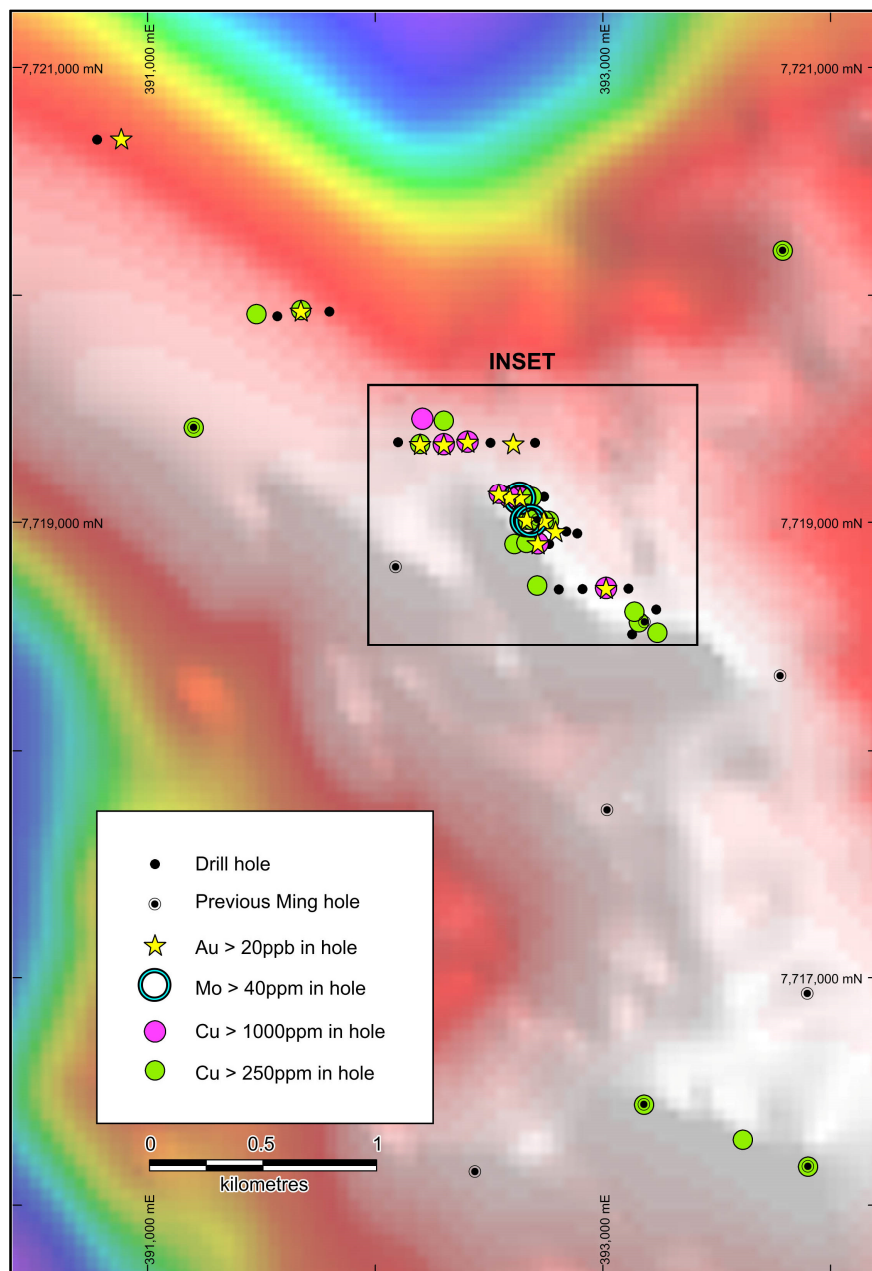 391,000 mE
393,000 mE
7,721,000 mN
7,721,000 mN
INSET
7,719,000 mN
7,719,000 mN
Drill hole
Previous Ming hole
Au > 20ppb in hole
Mo > 40ppm in hole
Cu > 1000ppm in hole
Cu > 250ppm in hole
7,717,000 mN
0 0.5 1
kilometres
391,000 mE
393,000 mE